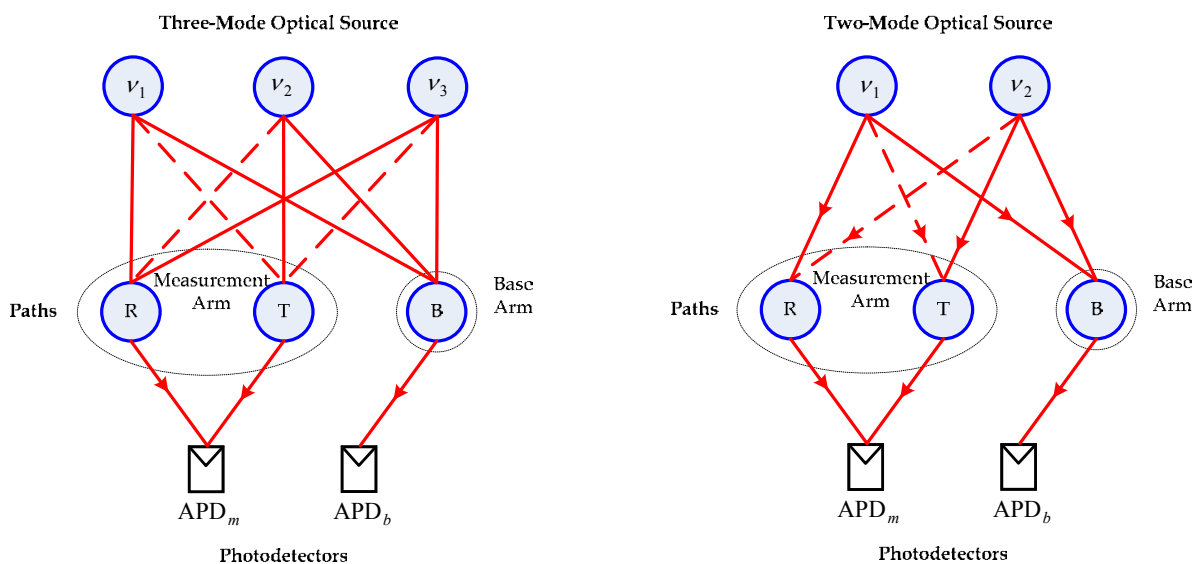 Three-Mode Optical Source
ν1
ν2
ν3
Measurement
Arm
Base
Arm
Paths
R
T
B
APDm
APDb
Photodetectors
Two-Mode Optical Source
ν1
ν2
Measurement
Arm
Base
Arm
Paths
R
T
B
APDm
APDb
Photodetectors